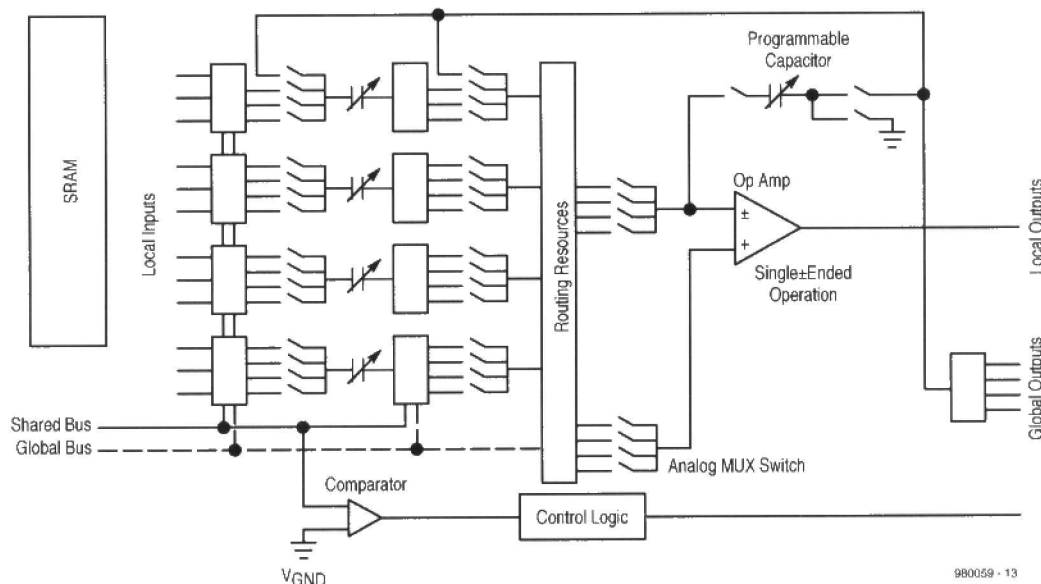 Programmable
Capacitor
SRAM
Local Inputs
Routing Resources
Op Amp
±
+
Single±Ended
Operation
Local Outputs
Global Outputs
Shared Bus
Global Bus
Analog MUX Switch
Comparator
Control Logic
VGND
980059 - 13